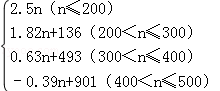 2.5n（n≤200）
1.82n+136（200＜n≤300）
0.63n+493（300＜n≤400）
－0.39n+901（400＜n≤500）